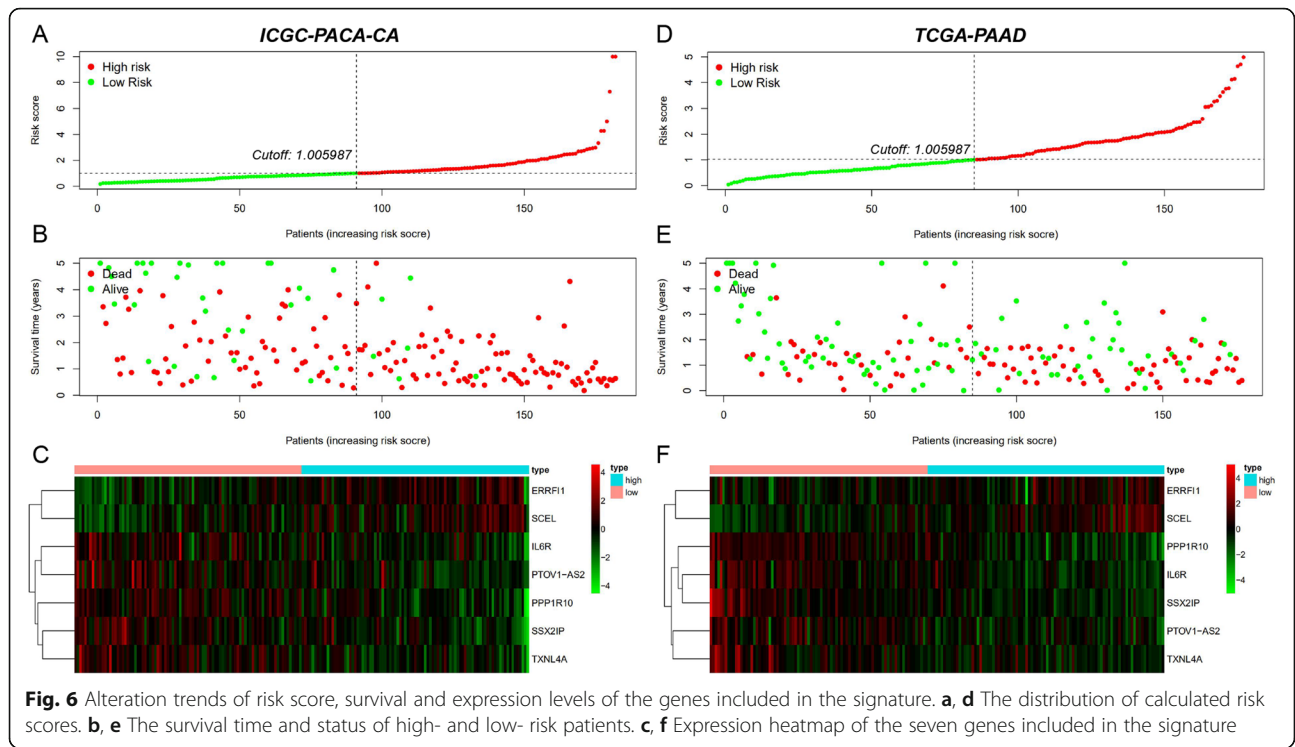 A
ICGC-PACA-CA
10
8
6
4
2
0
Risk score
High risk
Low Risk
Cutoff: 1.005987
0 50 100 150
Patients (increasing risk socre)
D
TCGA-PAAD
5
4
3
2
1
0
Risk score
High risk
Low Risk
Cutoff: 1.005987
0 50 100 150
Patients (increasing risk socre)
B
5
4
3
2
1
0
Survival time (years)
Dead
Alive
0 50 100 150
Patients (increasing risk socre)
E
5
4
3
2
1
0
Survival time (years)
Dead
Alive
0 50 100 150
Patients (increasing risk socre)
C
type
ERRFI1
SCEL
IL6R
PTOV1-AS2
PPP1R10
SSX2IP
TXNL4A
4
2
0
−2
−4
type
high
low
F
type
ERRFI1
SCEL
PPP1R10
IL6R
SSX2IP
PTOV1-AS2
TXNL4A
4
2
0
−2
−4
type
high
low
Fig. 6 Alteration trends of risk score, survival and expression levels of the genes included in the signature. a, d The distribution of calculated risk
scores. b, e The survival time and status of high- and low- risk patients. c, f Expression heatmap of the seven genes included in the signature